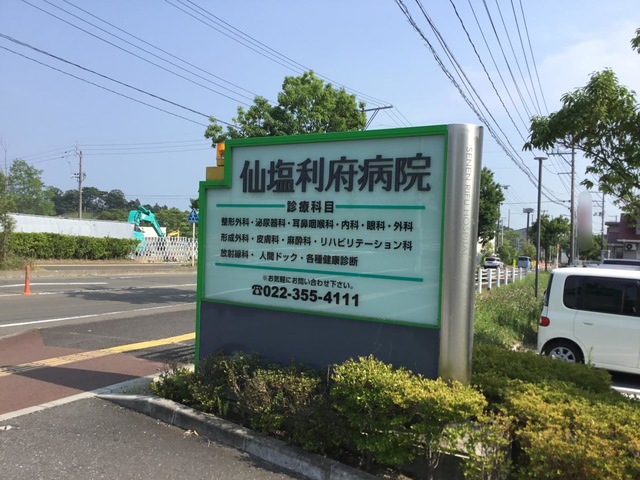 仙塩利府病院
診療科目
整形外科・泌尿器科・耳鼻咽喉科・内科・眼科・外科
形成外科・皮膚科・麻酔科・リハビリテーション科
放射線科・人間ドック・各種健康診断
※お気軽にお問い合わせ下さい。
☎022-355-4111
SENEN RIFU HOSPITAL